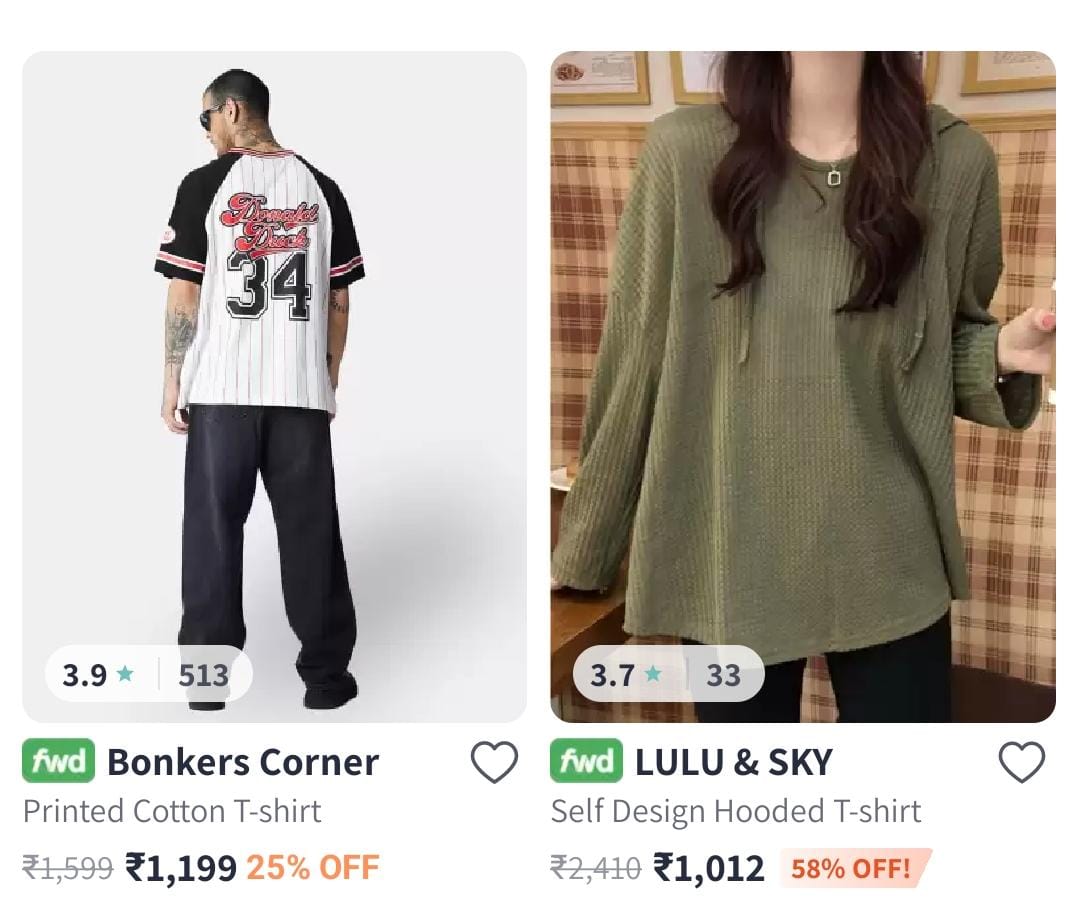 Donald
Duck
34
3.9 ★ | 513
3.7 ★ | 33
fwd Bonkers Corner
Printed Cotton T-shirt
₹1,599 ₹1,199 25% OFF
fwd LULU & SKY
Self Design Hooded T-shirt
₹2,410 ₹1,012 58% OFF!